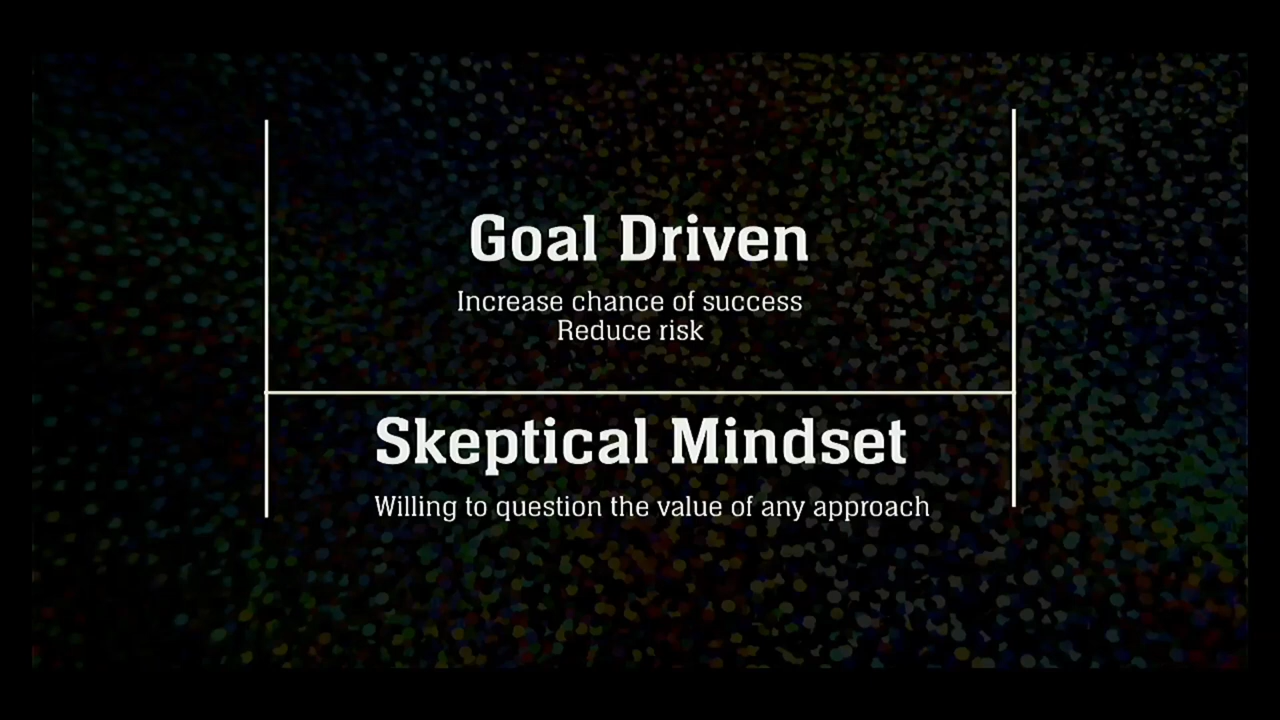 Goal Driven
Increase chance of success
Reduce risk
Skeptical Mindset
Willing to question the value of any approach